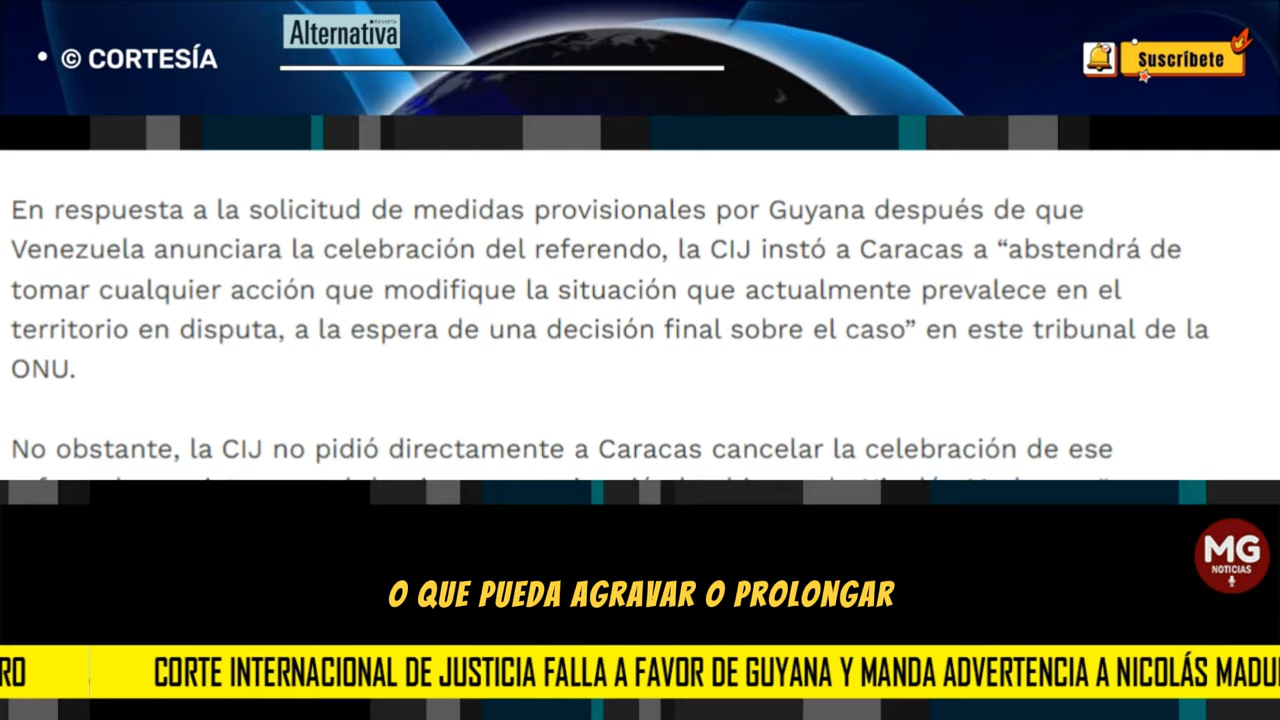 • © CORTESÍA
REVISTA
Alternativa
Suscríbete
En respuesta a la solicitud de medidas provisionales por Guyana después de que
Venezuela anunciara la celebración del referendo, la CIJ instó a Caracas a “abstendrá de
tomar cualquier acción que modifique la situación que actualmente prevalece en el
territorio en disputa, a la espera de una decisión final sobre el caso” en este tribunal de la
ONU.
No obstante, la CIJ no pidió directamente a Caracas cancelar la celebración de ese
MG
NOTICIAS
O QUE PUEDA AGRAVAR O PROLONGAR
RO CORTE INTERNACIONAL DE JUSTICIA FALLA A FAVOR DE GUYANA Y MANDA ADVERTENCIA A NICOLÁS MADU